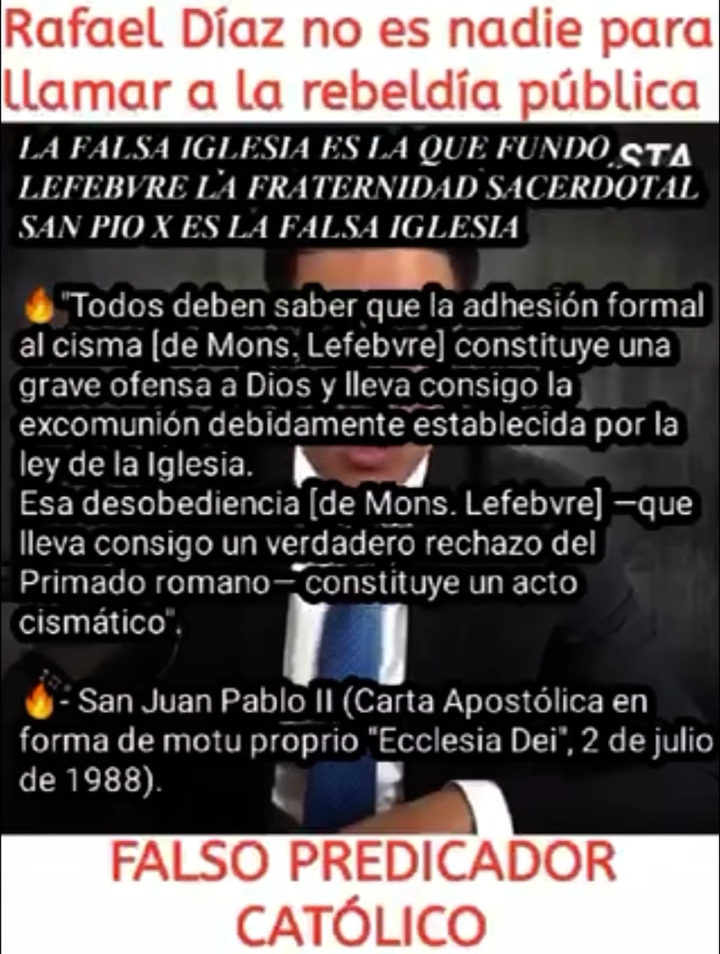 Rafael Díaz no es nadie para
llamar a la rebeldía pública
LA FALSA IGLESIA ES LA QUE FUNDO
LEFEBVRE LA FRATERNIDAD SACERDOTAL
SAN PIO X ES LA FALSA IGLESIA
🔥"Todos deben saber que la adhesión formal
al cisma [de Mons. Lefebvre] constituye una
grave ofensa a Dios y lleva consigo la
excomunión debidamente establecida por la
ley de la Iglesia.
Esa desobediencia [de Mons. Lefebvre] —que
lleva consigo un verdadero rechazo del
Primado romano— constituye un acto
cismático".
🔥- San Juan Pablo II (Carta Apostólica en
forma de motu proprio "Ecclesia Dei", 2 de julio
de 1988).
FALSO PREDICADOR
CATÓLICO